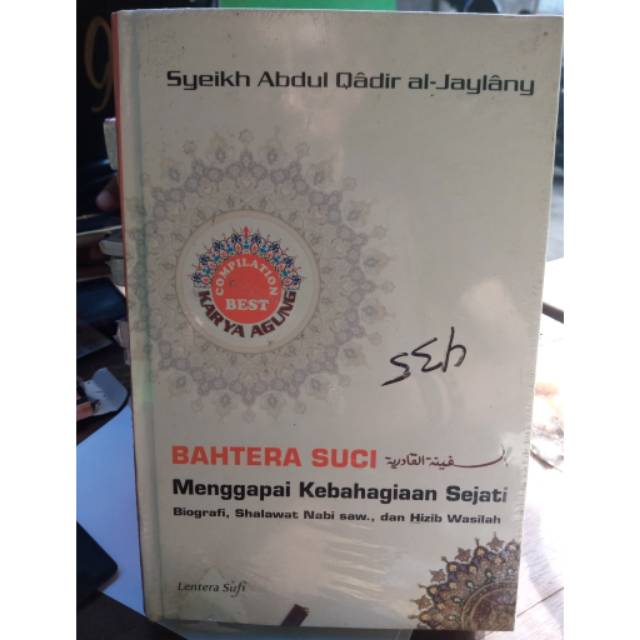 Syeikh Abdul Qâdir al-Jaylâny
COMPILATION
BEST
KARYA AGUNG
BAHTERA SUCI السفينة القادرية
Menggapai Kebahagiaan Sejati
Biografi, Shalawat Nabi saw., dan Hizib Wasilah
Lentera Sufi